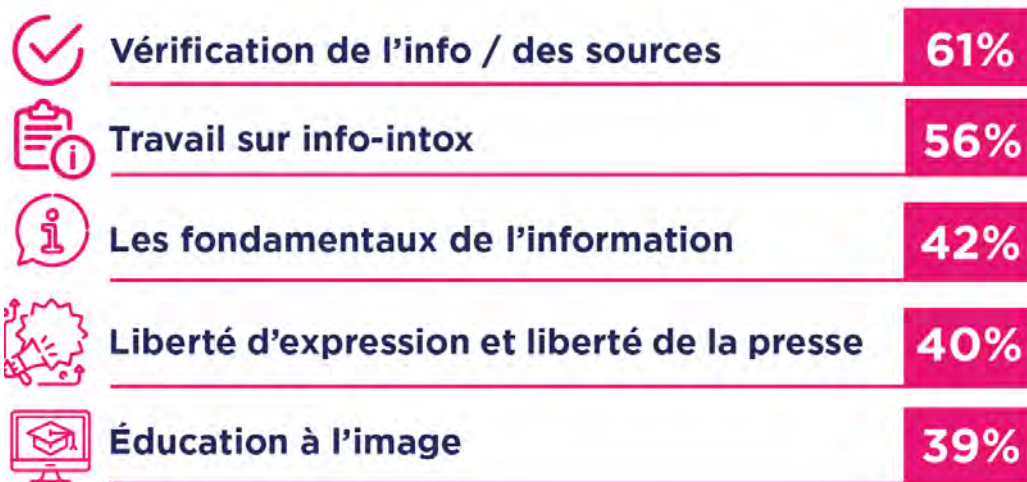 Vérification de l'info / des sources 61%
Travail sur info-intox 56%
Les fondamentaux de l'information 42%
Liberté d'expression et liberté de la presse 40%
Éducation à l'image 39%